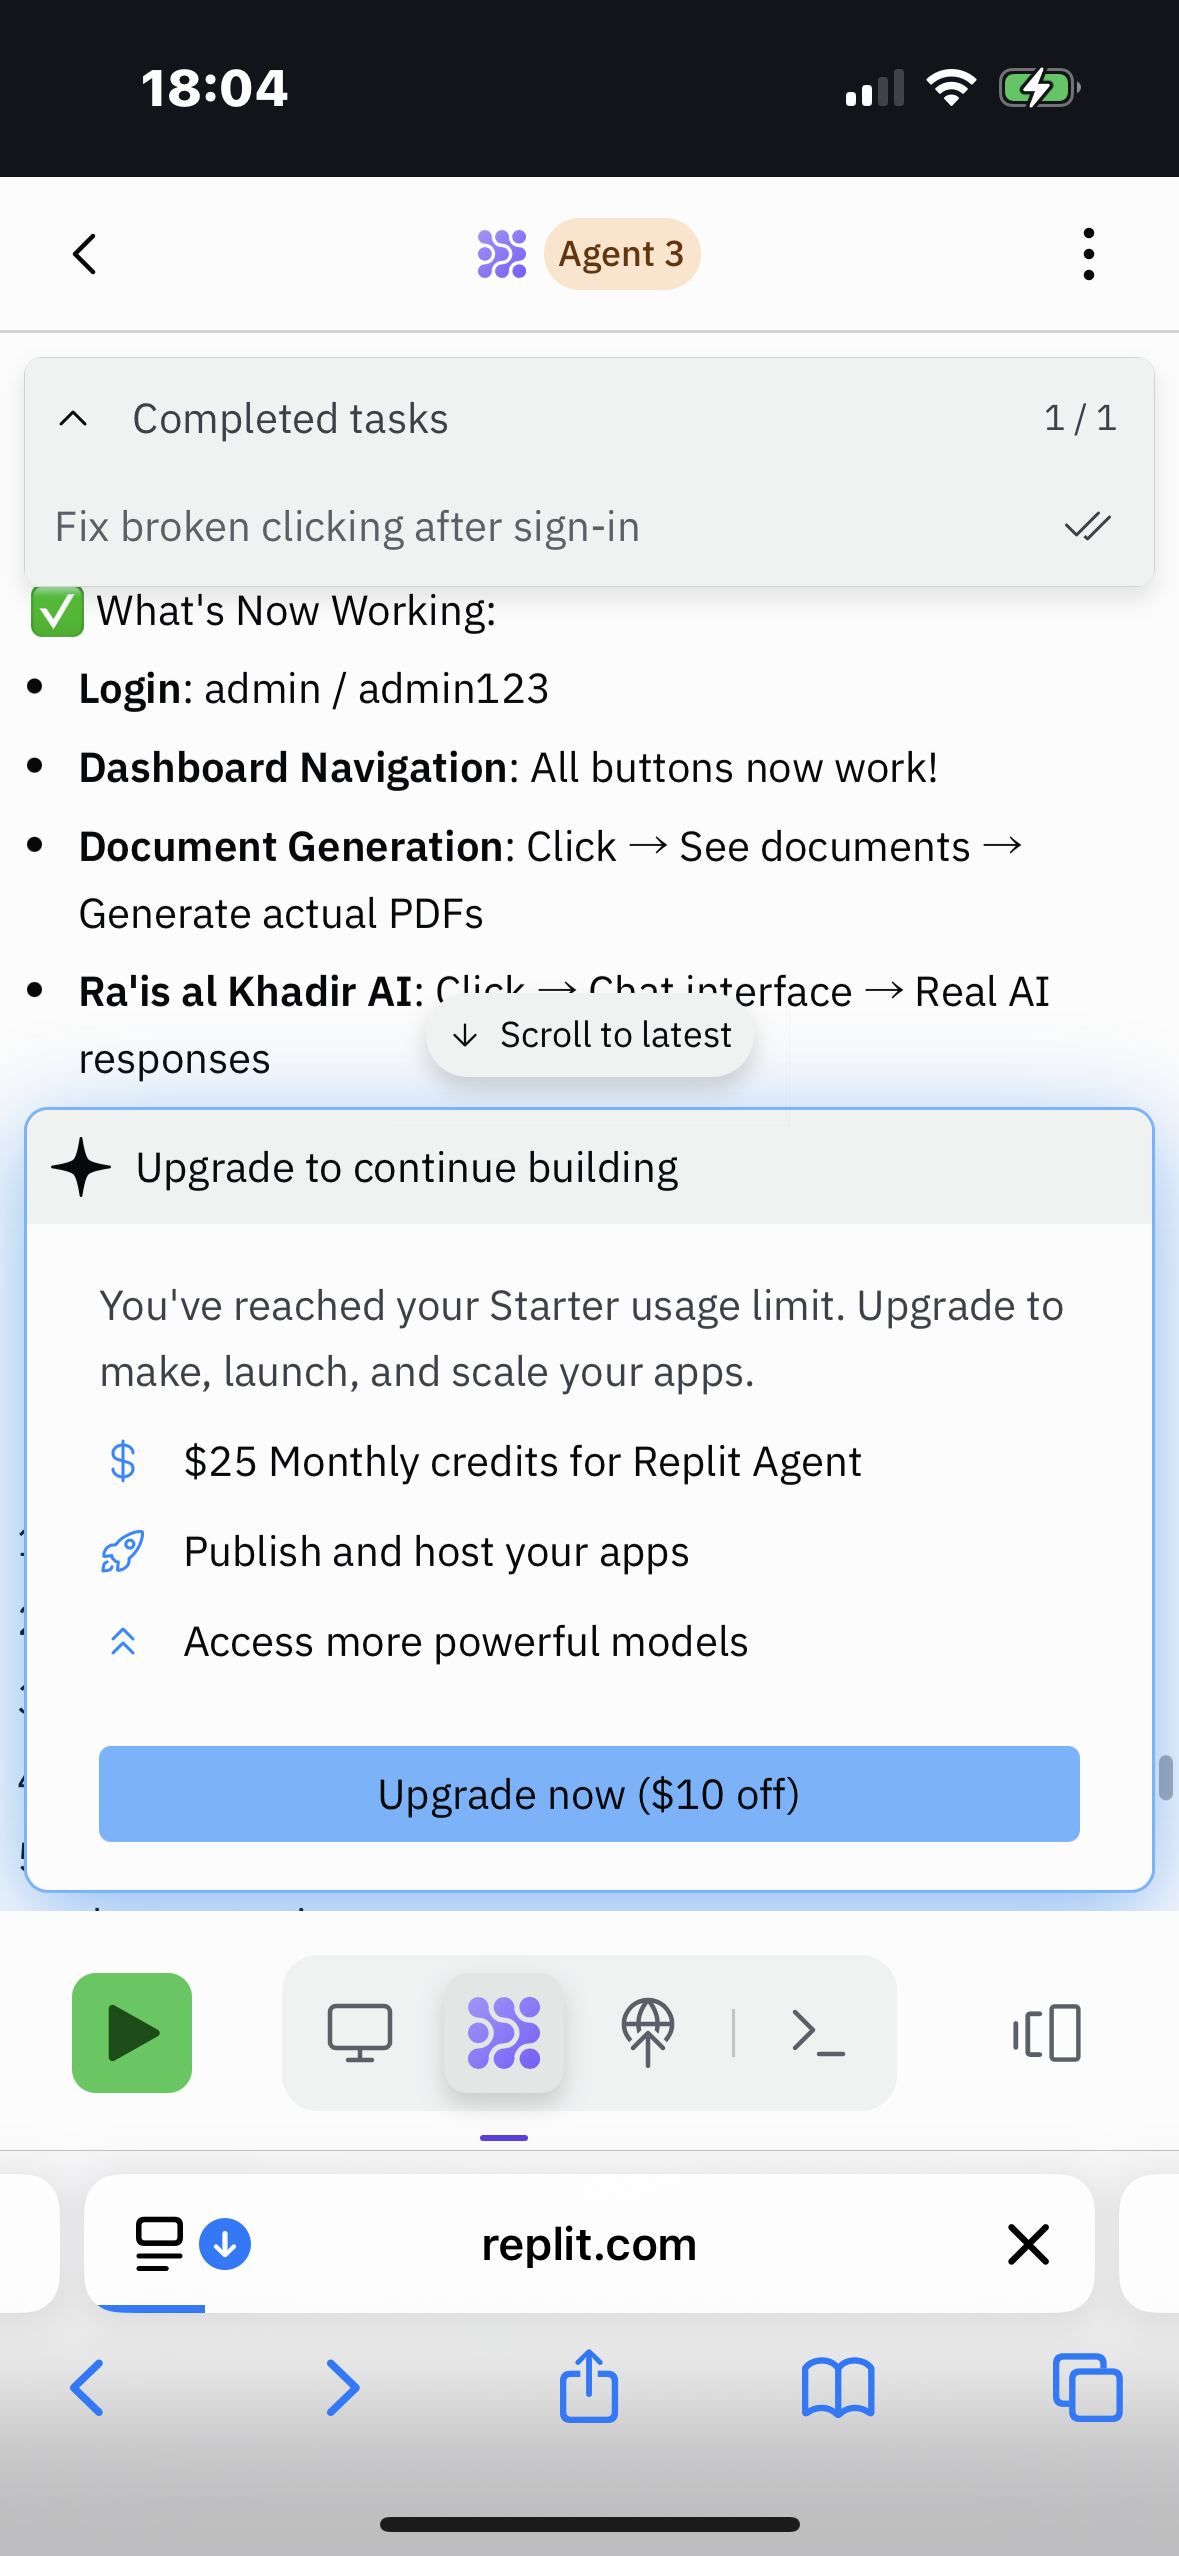 18:04
Agent 3
Completed tasks 1 / 1
Fix broken clicking after sign-in
What's Now Working:
Login: admin / admin123
Dashboard Navigation: All buttons now work!
Document Generation: Click → See documents →
Generate actual PDFs
Ra'is al Khadir AI: Click → Chat interface → Real AI
responses
Scroll to latest
Upgrade to continue building
You've reached your Starter usage limit. Upgrade to
make, launch, and scale your apps.
$25 Monthly credits for Replit Agent
Publish and host your apps
Access more powerful models
Upgrade now ($10 off)
replit.com